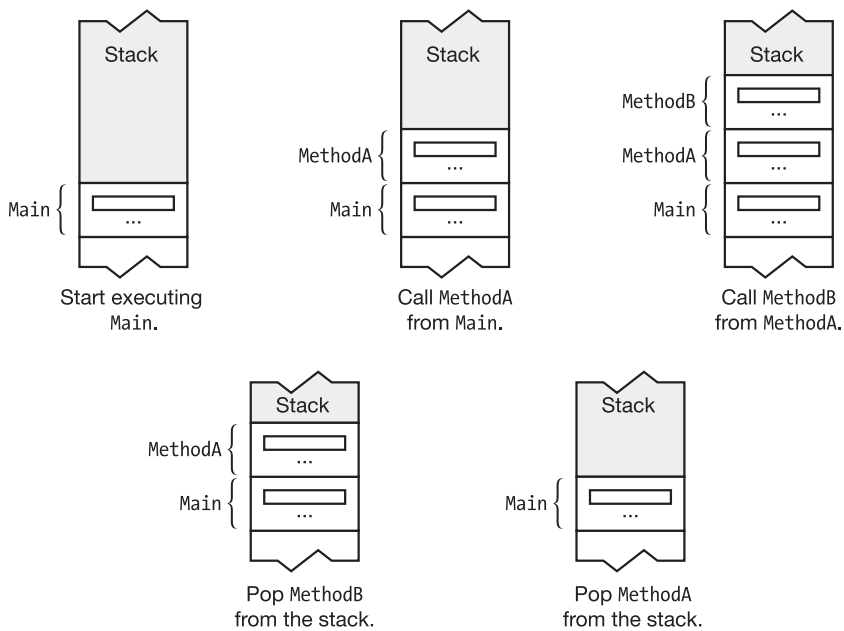 Stack
Main
...
Start executing
Main.
Stack
MethodA
...
Main
...
Call MethodA
from Main.
Stack
MethodB
...
MethodA
...
Main
...
Call MethodB
from MethodA.
Stack
MethodA
...
Main
...
Pop MethodB
from the stack.
Stack
Main
...
Pop MethodA
from the stack.